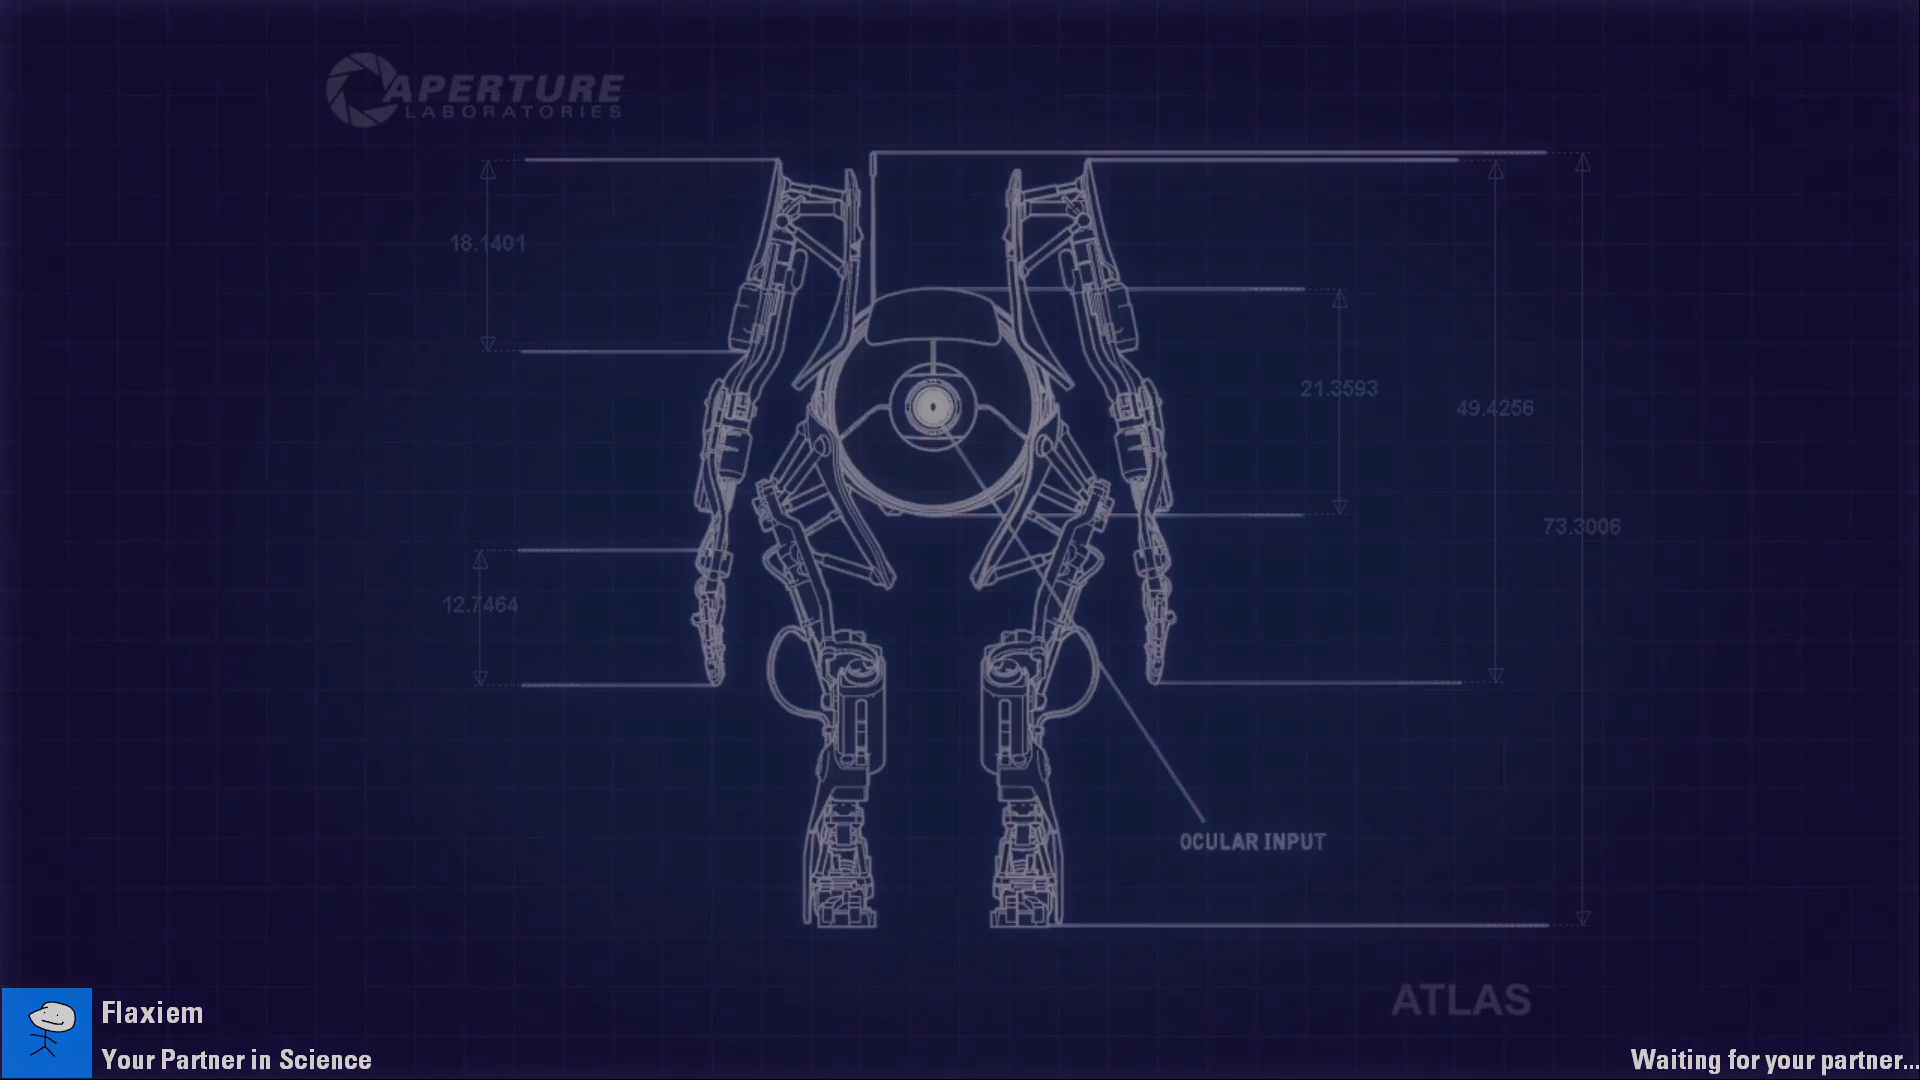 APERTURE
LABORATORIES
18.1401
21.3593
49.4256
73.3006
12.7464
OCULAR INPUT
ATLAS
Flaxiem
Your Partner in Science
Waiting for your partner...